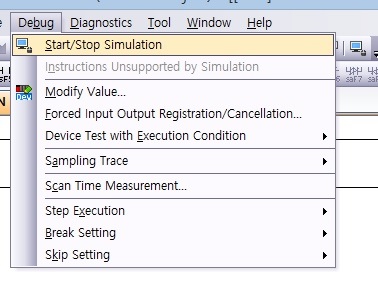 Debug Diagnostics Tool Window Help
Start/Stop Simulation
Instructions Unsupported by Simulation
Modify Value...
DEV
Forced Input Output Registration/Cancellation...
Device Test with Execution Condition
Sampling Trace
Scan Time Measurement...
Step Execution
Break Setting
Skip Setting